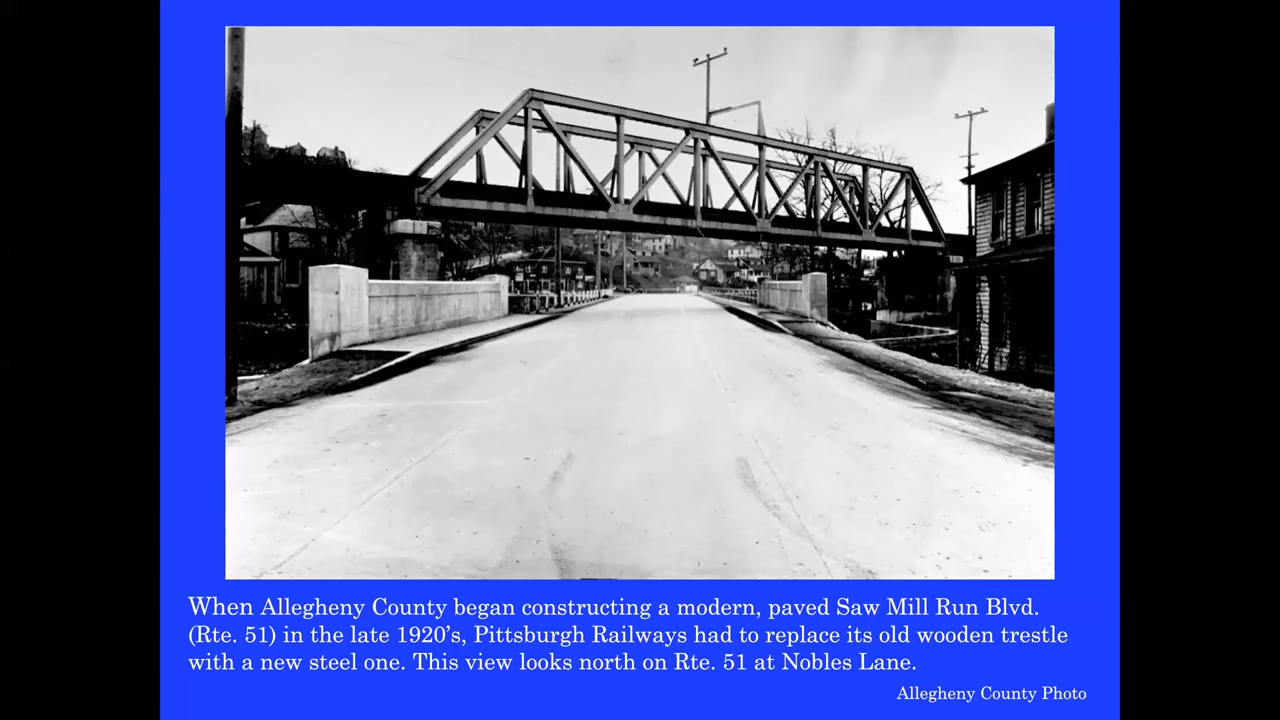 When Allegheny County began constructing a modern, paved Saw Mill Run Blvd.
(Rte. 51) in the late 1920’s, Pittsburgh Railways had to replace its old wooden trestle
with a new steel one. This view looks north on Rte. 51 at Nobles Lane.
Allegheny County Photo